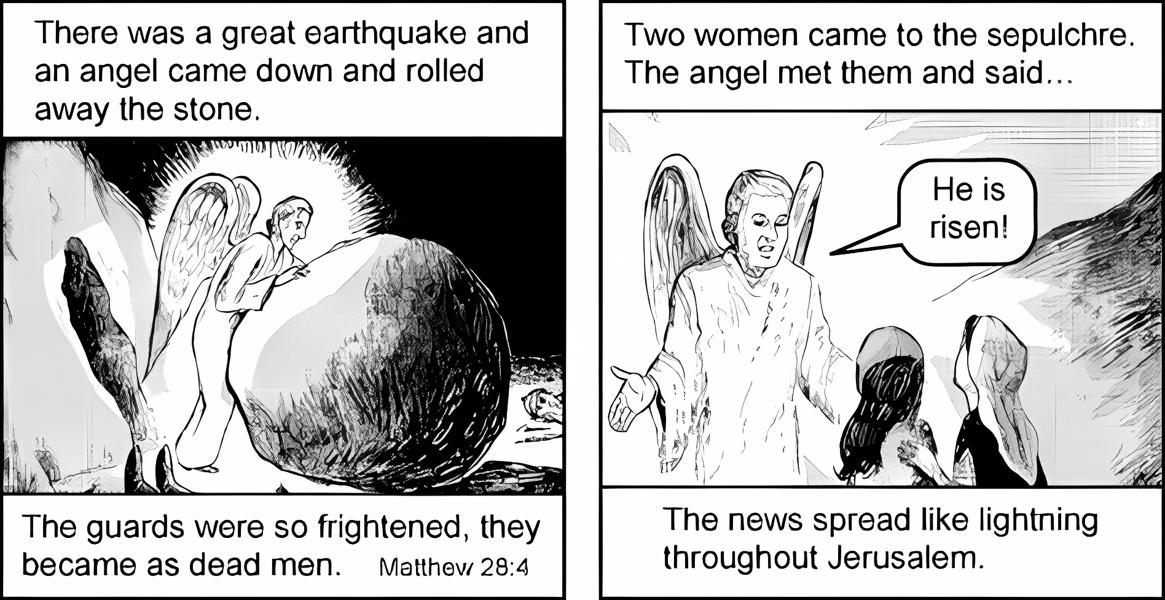 There was a great earthquake and
an angel came down and rolled
away the stone.
The guards were so frightened, they
became as dead men. Matthew 28:4
Two women came to the sepulchre.
The angel met them and said...
He is
risen!
The news spread like lightning
throughout Jerusalem.